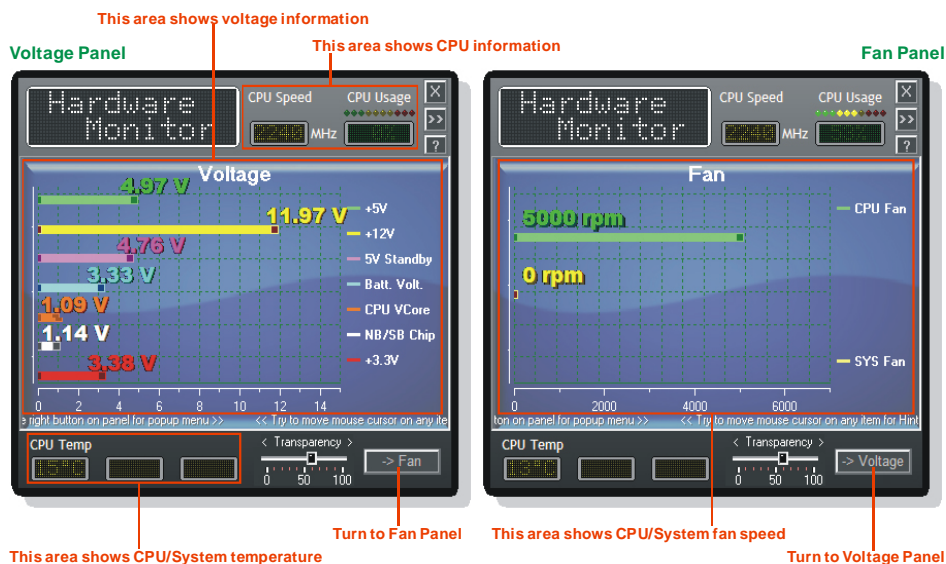 This area shows voltage information
This area shows CPU information
Voltage Panel
Fan Panel
Hardware
Monitor
CPU Speed
CPU Usage
2240 MHz
0%
X
>>
?
Voltage
4.97 V
11.97 V
4.76 V
3.33 V
1.09 V
1.14 V
3.38 V
+5V
+12V
5V Standby
Batt. Volt.
CPU VCore
NB/SB Chip
+3.3V
0 2 4 6 8 10 12 14
e right button on panel for popup menu >> << Try to move mouse cursor on any ite
CPU Temp
15°C
< Transparency >
0 50 100
-> Fan
Hardware
Monitor
CPU Speed
CPU Usage
2240 MHz
X
>>
?
Fan
5000 rpm
0 rpm
CPU Fan
SYS Fan
0 2000 4000 6000
ton on panel for popup menu >> << Try to move mouse cursor on any item for Hint
CPU Temp
13°C
< Transparency >
0 50 100
-> Voltage
Turn to Fan Panel
This area shows CPU/System fan speed
This area shows CPU/System temperature
Turn to Voltage Panel